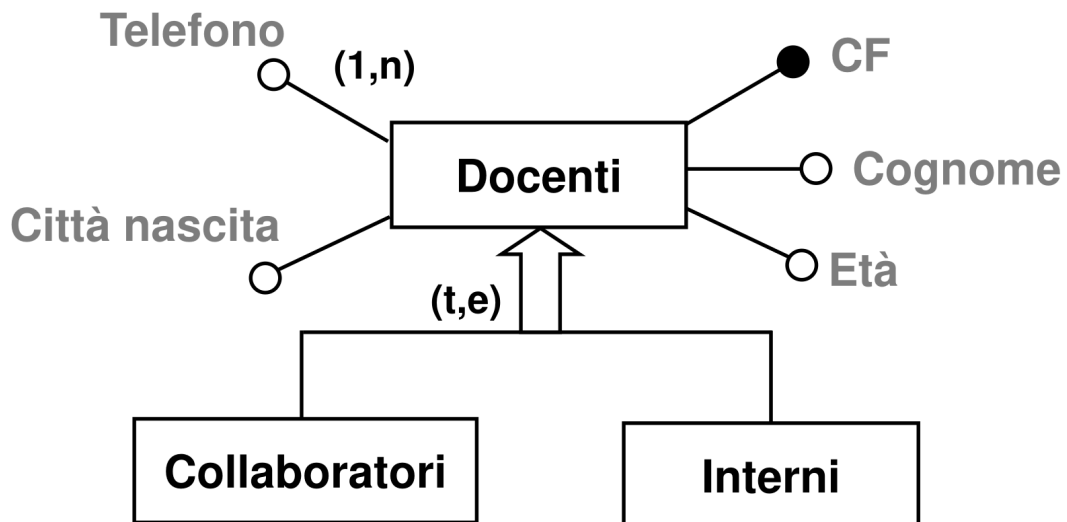 Telefono
(1,n)
CF
Docenti
Cognome
Città nascita
Età
(t,e)
Collaboratori
Interni